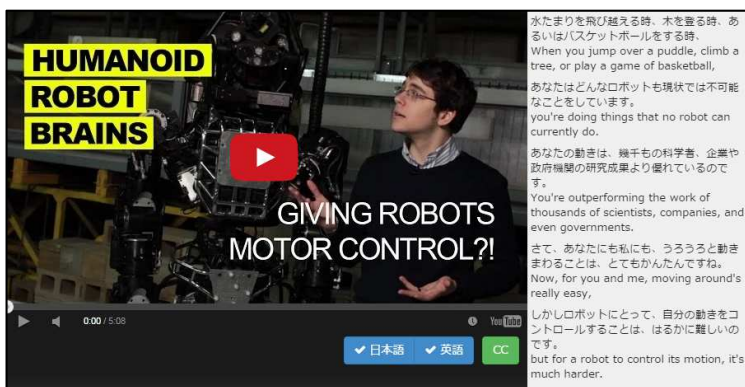 HUMANOID
ROBOT
BRAINS
GIVING ROBOTS
MOTOR CONTROL?!
0:00 / 5:08
YouTube
✔ 日本語
✔ 英語
CC
水たまりを飛び越える時、木を登る時、あ
るいはバスケットボールをする時、
When you jump over a puddle, climb a
tree, or play a game of basketball,
あなたはどんなロボットも現状では不可能
なことをしています。
you're doing things that no robot can
currently do.
あなたの動きは、幾千もの科学者、企業や
政府機関の研究成果より優れているので
す。
You're outperforming the work of
thousands of scientists, companies, and
even governments.
さて、あなたにも私にも、うろうろと動き
まわることは、とてもかんたんですね。
Now, for you and me, moving around's
really easy,
しかしロボットにとって、自分の動きをコ
ントロールすることは、はるかに難しいの
です。
but for a robot to control its motion, it's
much harder.